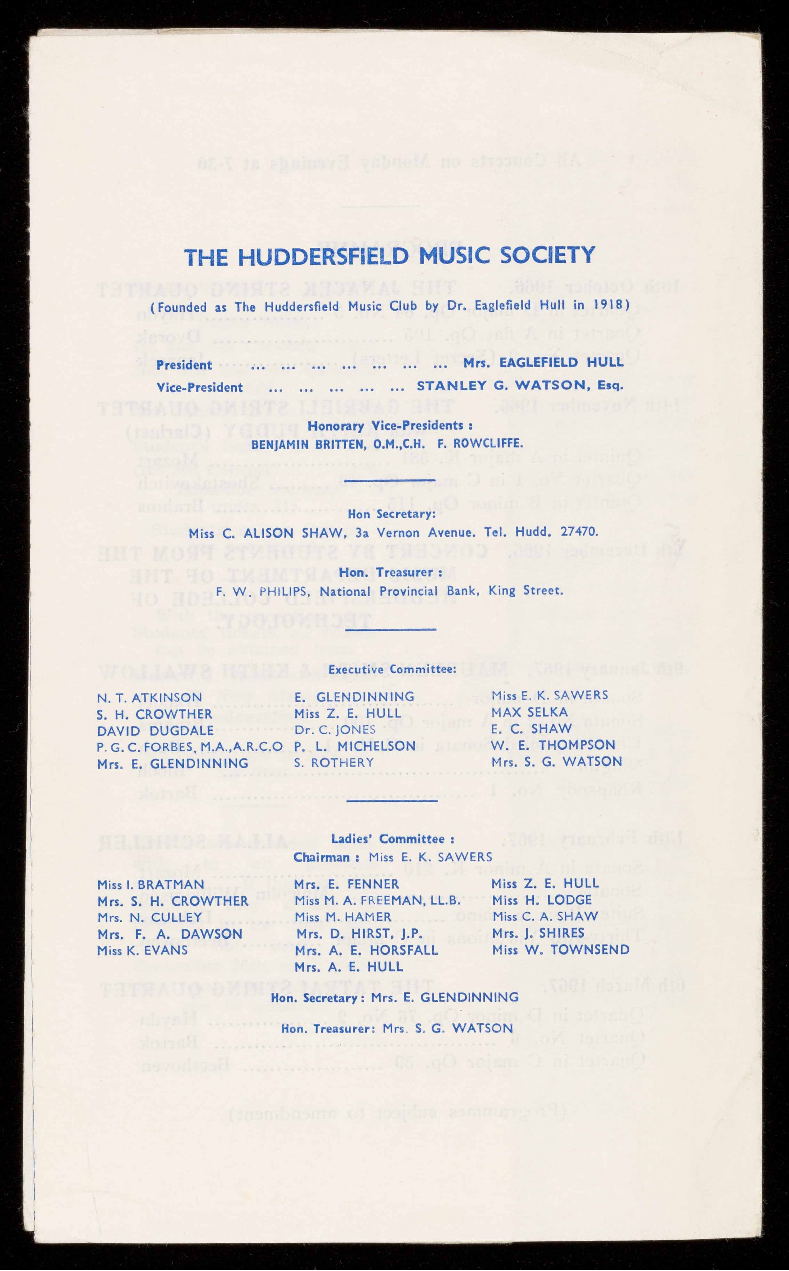 THE HUDDERSFIELD MUSIC SOCIETY
(Founded as The Huddersfield Music Club by Dr. Eaglefield Hull in 1918)
President ... ... ... ... ... ... ... Mrs. EAGLEFIELD HULL
Vice-President ... ... ... ... ... STANLEY G. WATSON, Esq.
Honorary Vice-Presidents :
BENJAMIN BRITTEN, O.M.,C.H. F. ROWCLIFFE.
Hon Secretary:
Miss C. ALISON SHAW, 3a Vernon Avenue. Tel. Hudd. 27470.
Hon. Treasurer :
F. W. PHILIPS, National Provincial Bank, King Street.
Executive Committee:
N. T. ATKINSON E. GLENDINNING Miss E. K. SAWERS
S. H. CROWTHER Miss Z. E. HULL MAX SELKA
DAVID DUGDALE Dr. C. JONES E. C. SHAW
P. G. C. FORBES, M.A.,A.R.C.O P. L. MICHELSON W. E. THOMPSON
Mrs. E. GLENDINNING S. ROTHERY Mrs. S. G. WATSON
Ladies' Committee :
Chairman : Miss E. K. SAWERS
Miss I. BRATMAN Mrs. E. FENNER Miss Z. E. HULL
Mrs. S. H. CROWTHER Miss M. A. FREEMAN, LL.B. Miss H. LODGE
Mrs. N. CULLEY Miss M. HAMER Miss C. A. SHAW
Mrs. F. A. DAWSON Mrs. D. HIRST, J.P. Mrs. J. SHIRES
Miss K. EVANS Mrs. A. E. HORSFALL Miss W. TOWNSEND
Mrs. A. E. HULL
Hon. Secretary: Mrs. E. GLENDINNING
Hon. Treasurer: Mrs. S. G. WATSON